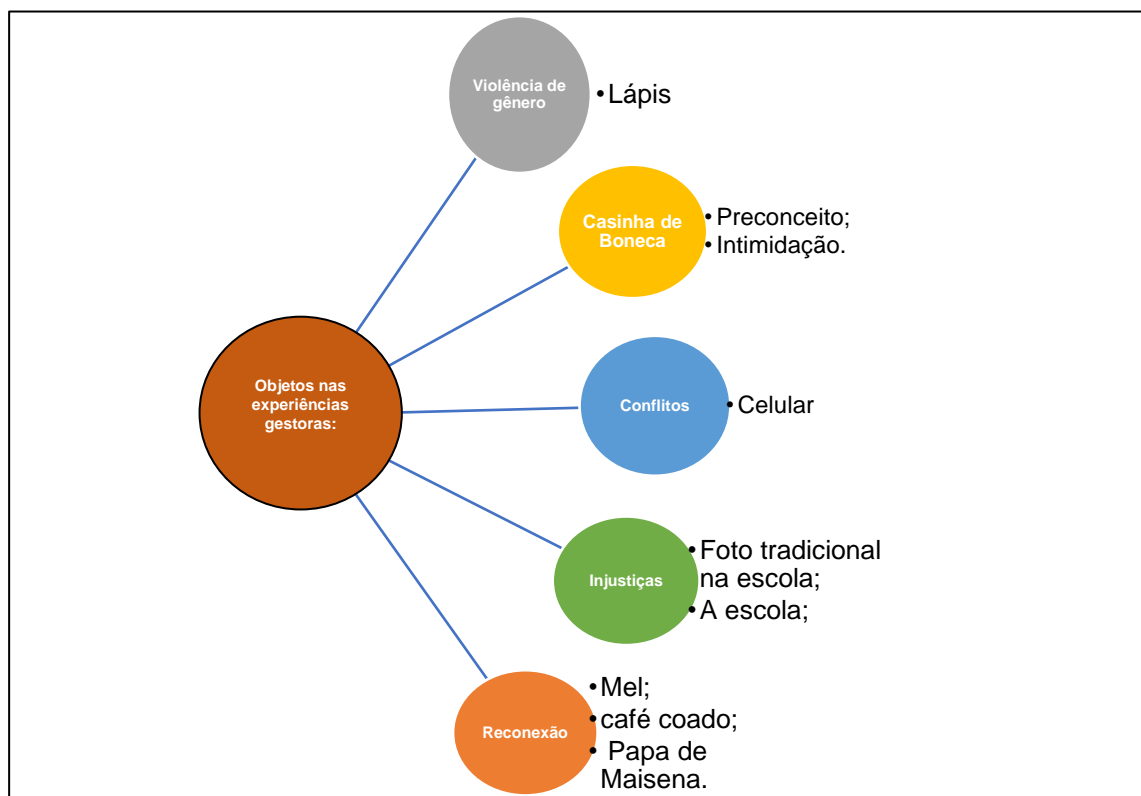 Violência de
gênero
•Lápis
Casinha de
Boneca
• Preconceito;
• Intimidação.
Objetos nas
experiências
gestoras:
Conflitos
• Celular
Injustiças
•Foto tradicional
na escola;
•A escola;
Reconexão
•Mel;
•café coado;
• Papa de
Maisena.